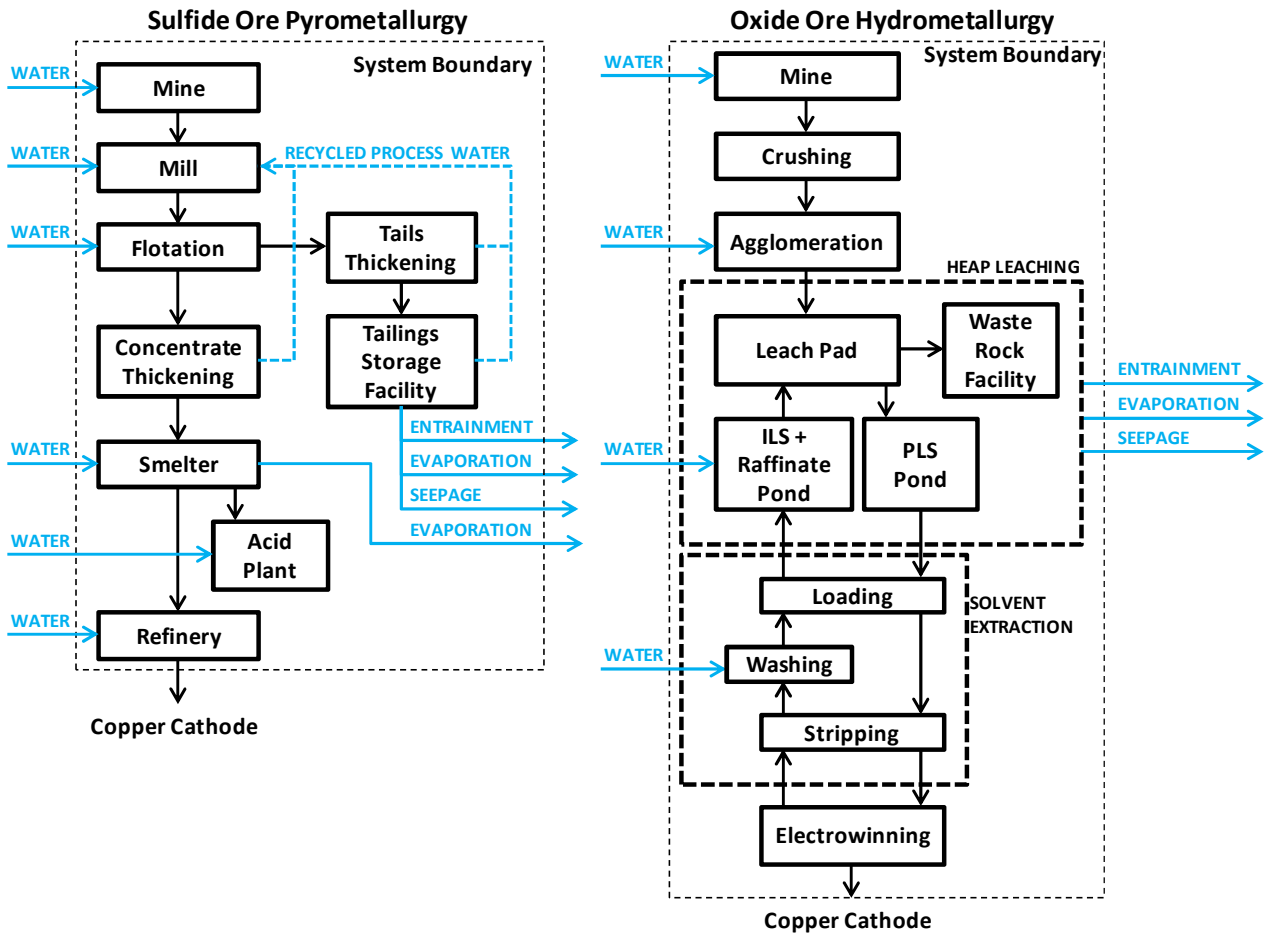 Sulfide Ore Pyrometallurgy
System Boundary
WATER
Mine
WATER
Mill
RECYCLED PROCESS WATER
WATER
Flotation
Tails
Thickening
Concentrate
Thickening
Tailings
Storage
Facility
ENTRAINMENT
EVAPORATION
SEEPAGE
EVAPORATION
WATER
Smelter
WATER
Acid
Plant
WATER
Refinery
Copper Cathode
Oxide Ore Hydrometallurgy
System Boundary
WATER
Mine
Crushing
WATER
Agglomeration
HEAP LEACHING
Leach Pad
Waste
Rock
Facility
ENTRAINMENT
EVAPORATION
SEEPAGE
WATER
ILS +
Raffinate
Pond
PLS
Pond
Loading
SOLVENT
EXTRACTION
WATER
Washing
Stripping
Electrowinning
Copper Cathode